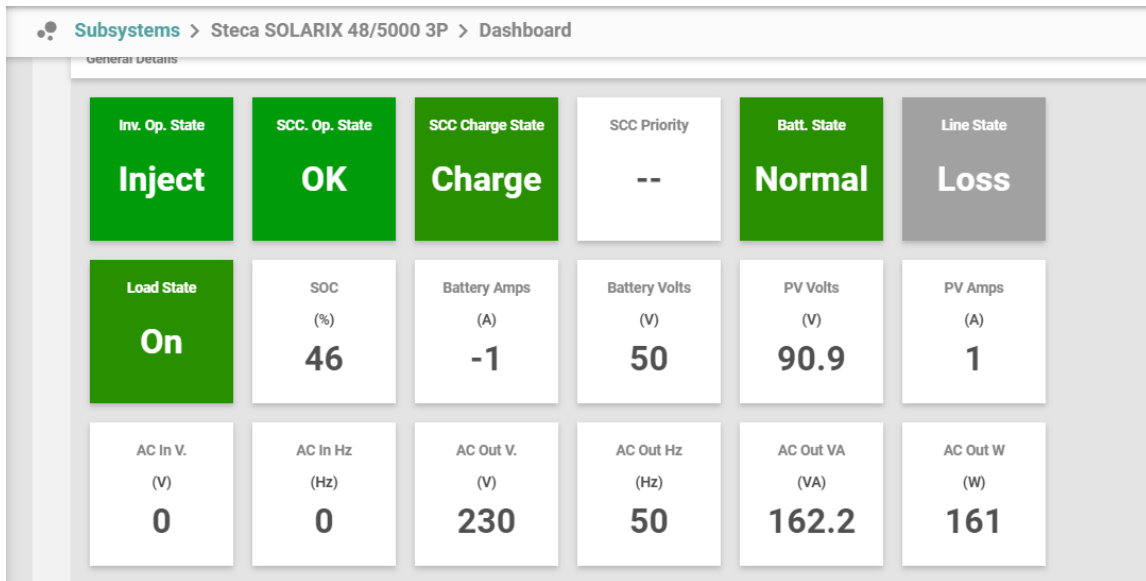 Subsystems > Steca SOLARIX 48/5000 3P > Dashboard
General Details
Inv. Op. State
Inject
SCC. Op. State
OK
SCC Charge State
Charge
SCC Priority
--
Batt. State
Normal
Line State
Loss
Load State
On
SOC
(%)
46
Battery Amps
(A)
-1
Battery Volts
(V)
50
PV Volts
(V)
90.9
PV Amps
(A)
1
AC In V.
(V)
0
AC In Hz
(Hz)
0
AC Out V.
(V)
230
AC Out Hz
(Hz)
50
AC Out VA
(VA)
162.2
AC Out W
(W)
161